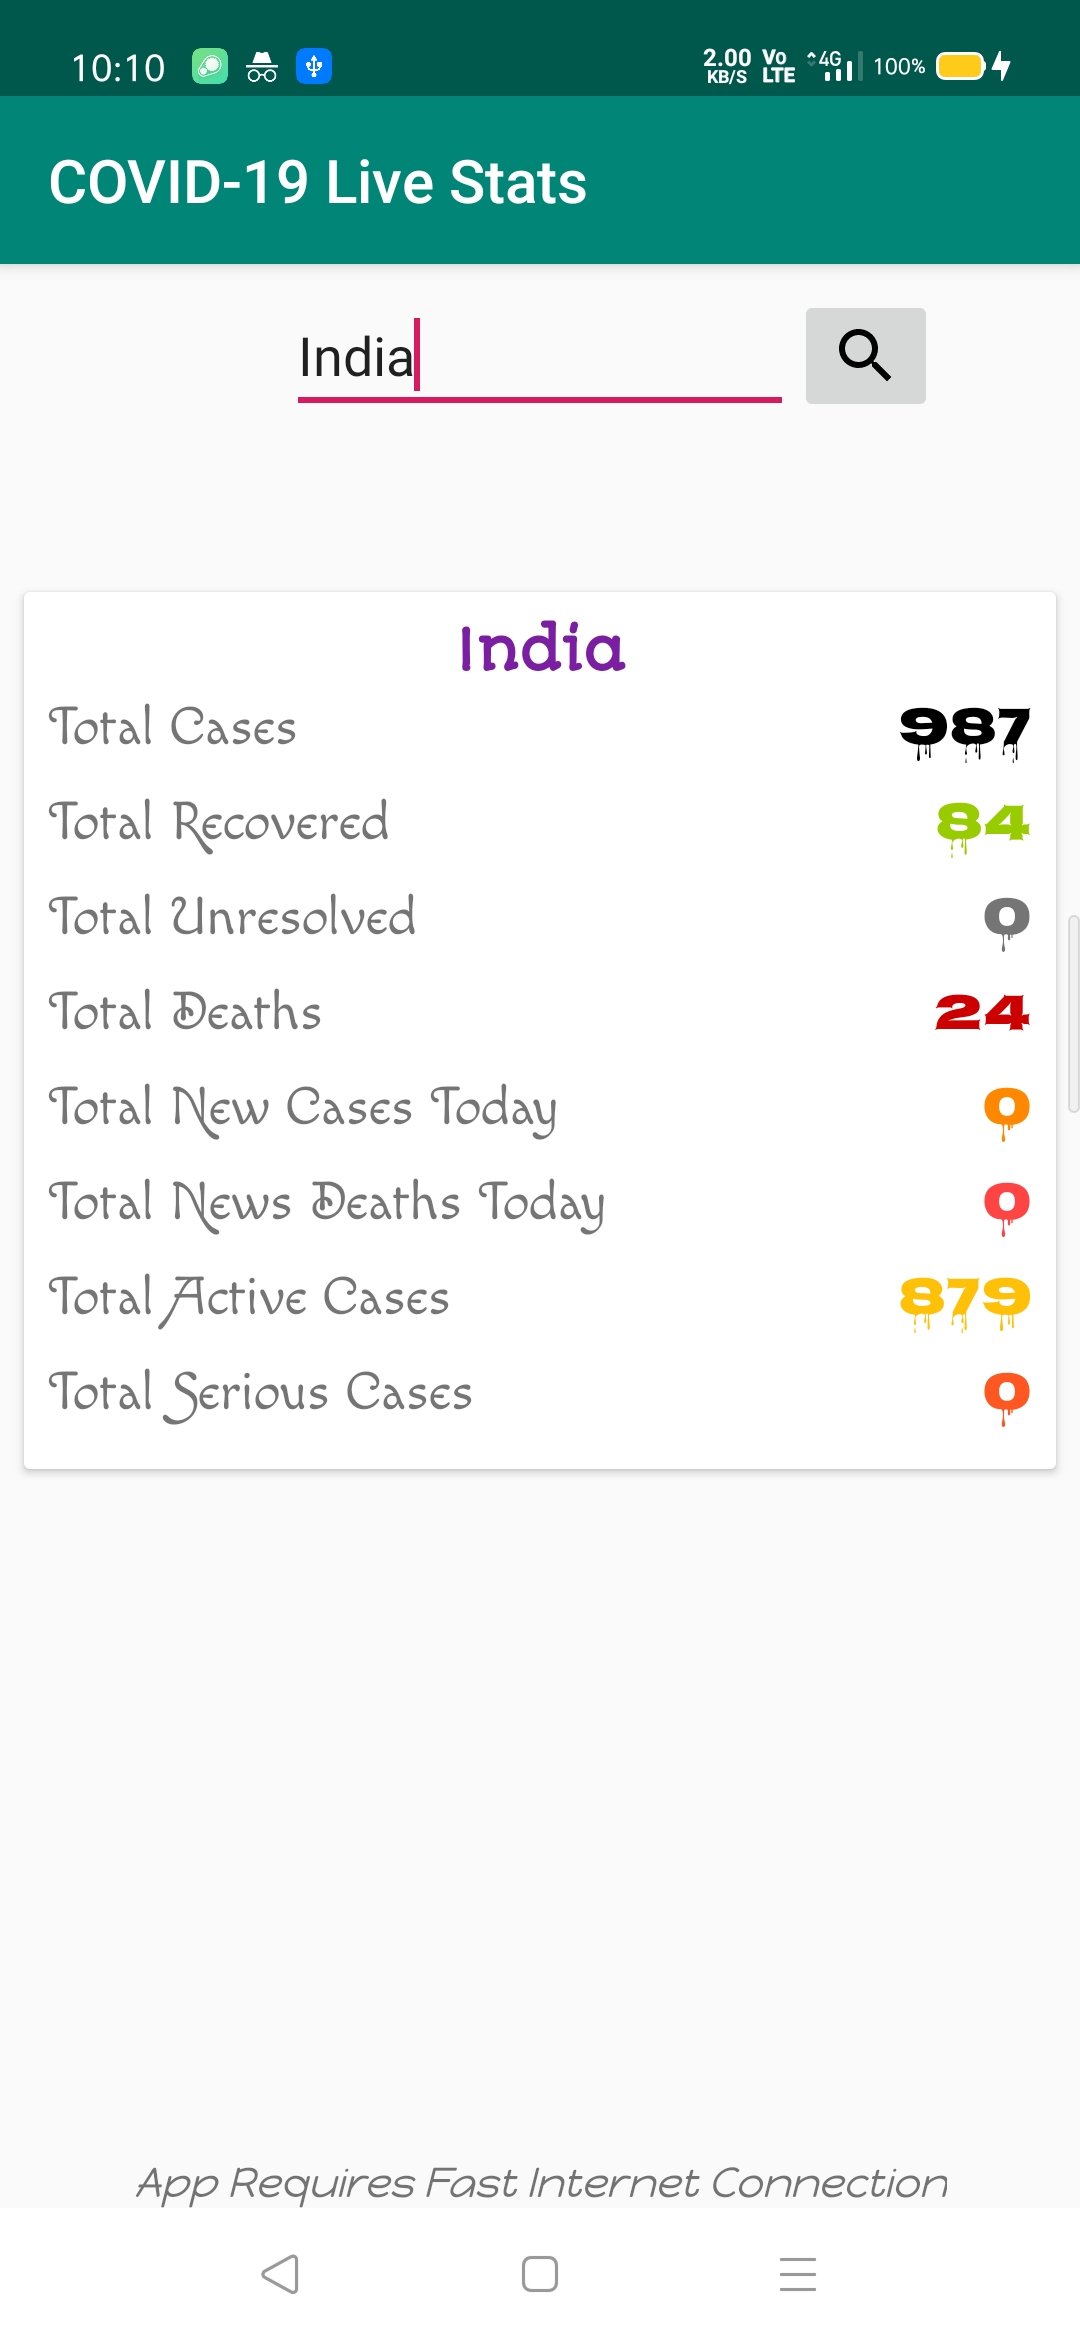 10:10 2.00 KB/S Vo LTE 4G 100%
COVID-19 Live Stats
India
India
Total Cases 987
Total Recovered 84
Total Unresolved 0
Total Deaths 24
Total New Cases Today 0
Total News Deaths Today 0
Total Active Cases 879
Total Serious Cases 0
App Requires Fast Internet Connection